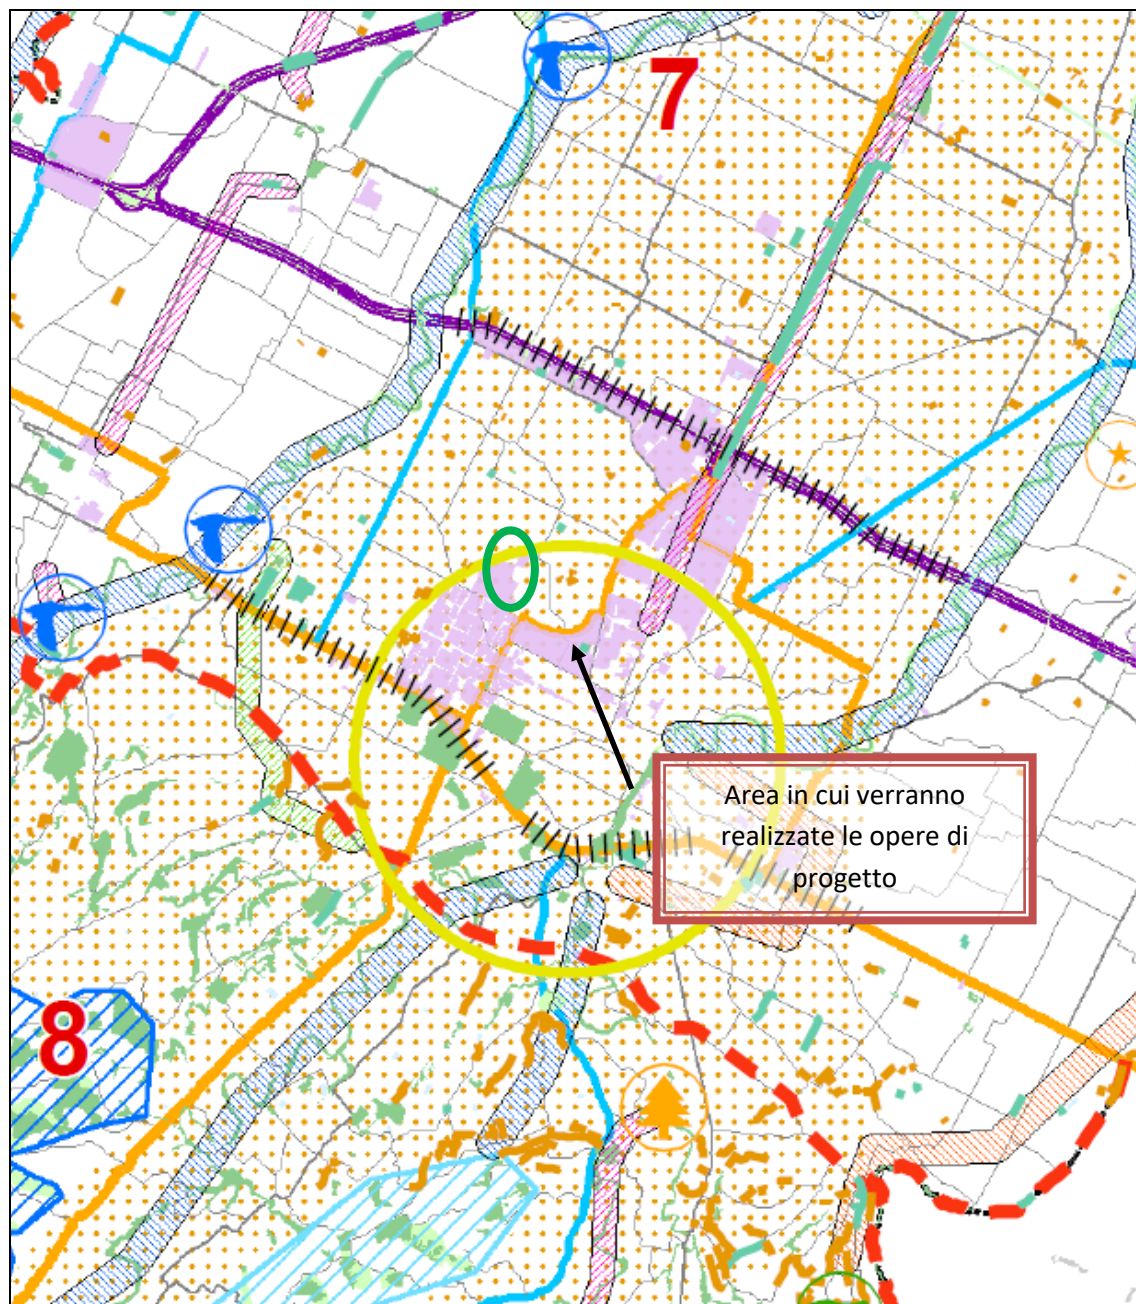 7
Area in cui verranno
realizzate le opere di
progetto
8